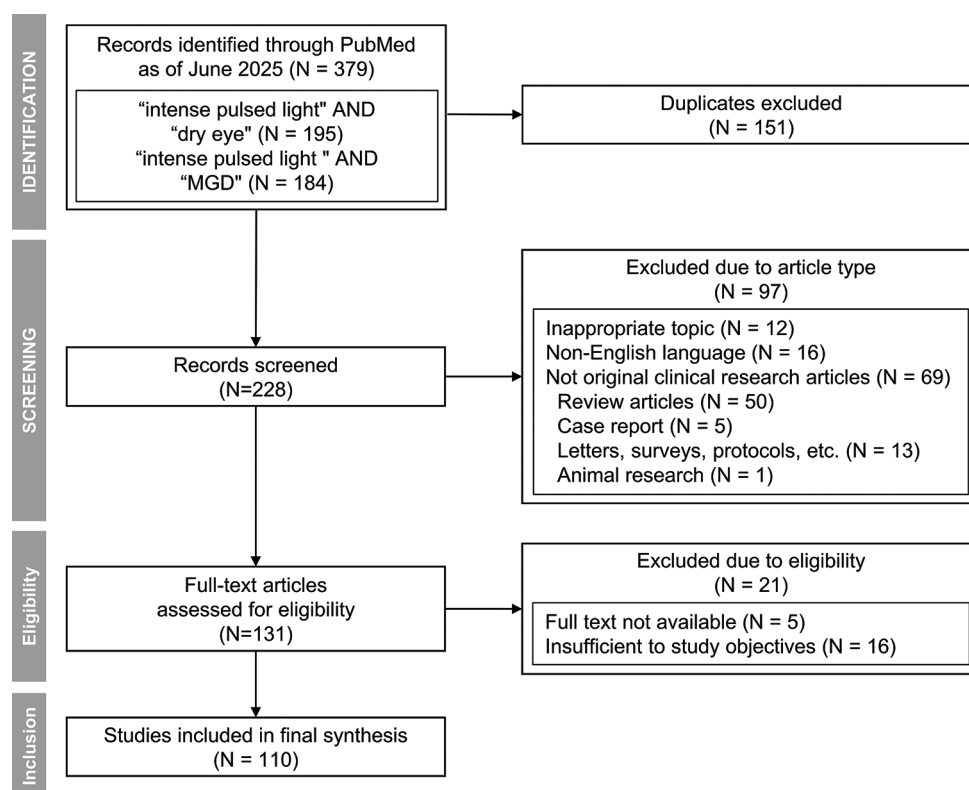 IDENTIFICATION
Records identified through PubMed
as of June 2025 (N = 379)
“intense pulsed light" AND
“dry eye" (N = 195)
“intense pulsed light " AND
“MGD" (N = 184)
Duplicates excluded
(N = 151)
SCREENING
Records screened
(N=228)
Excluded due to article type
(N = 97)
Inappropriate topic (N = 12)
Non-English language (N = 16)
Not original clinical research articles (N = 69)
Review articles (N = 50)
Case report (N = 5)
Letters, surveys, protocols, etc. (N = 13)
Animal research (N = 1)
Eligibility
Full-text articles
assessed for eligibility
(N=131)
Excluded due to eligibility
(N = 21)
Full text not available (N = 5)
Insufficient to study objectives (N = 16)
Inclusion
Studies included in final synthesis
(N = 110)